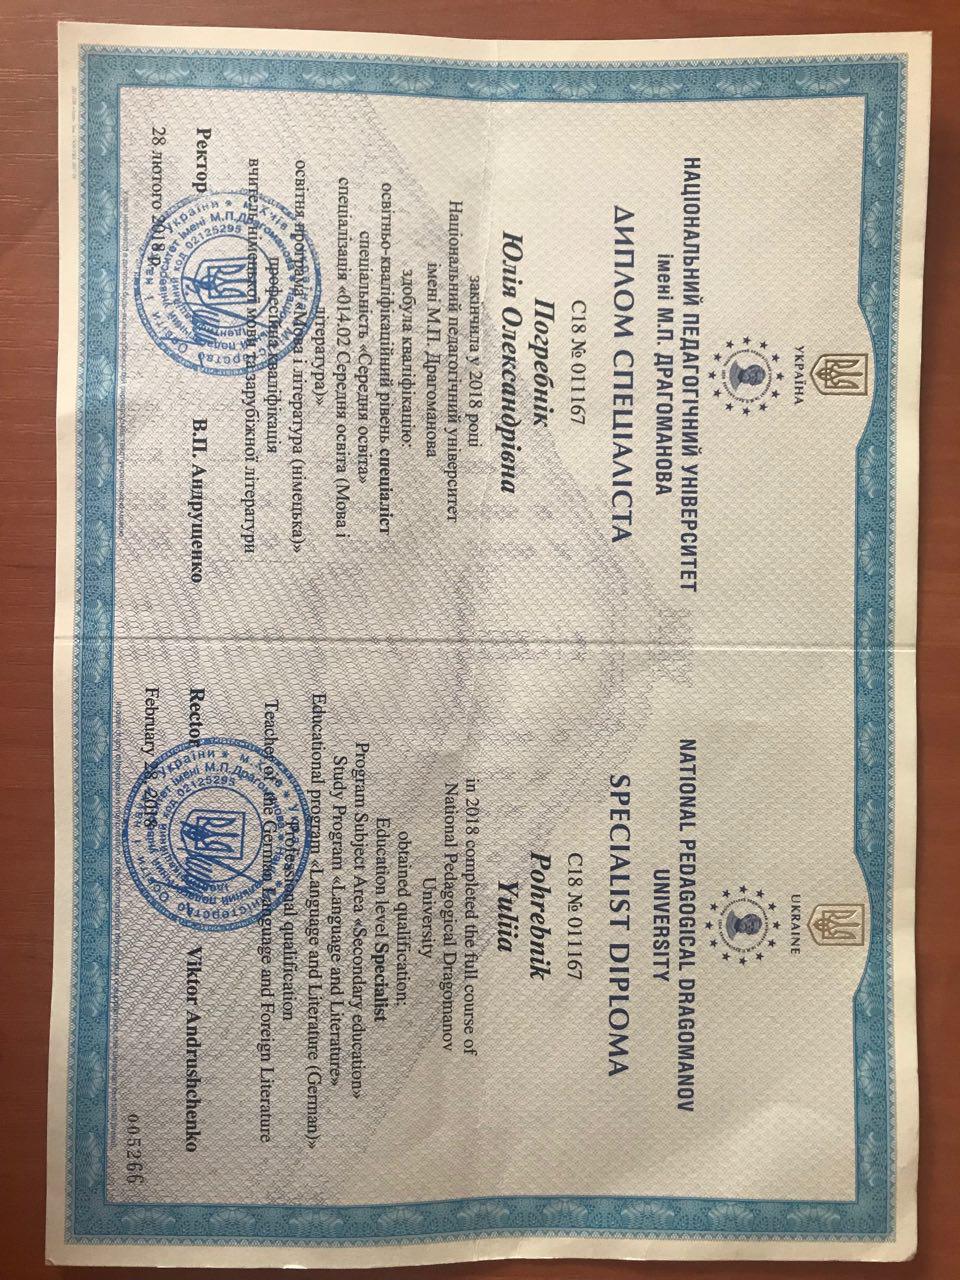 УКРАЇНА
НАЦІОНАЛЬНИЙ ПЕДАГОГІЧНИЙ УНІВЕРСИТЕТ
імені М.П. ДРАГОМАНОВА
ДИПЛОМ СПЕЦІАЛІСТА
С18 № 011167
Погребнік
Юлія Олександрівна
закінчила у 2018 році
Національний педагогічний університет
імені М.П. Драгоманова
здобула кваліфікацію:
освітньо-кваліфікаційний рівень спеціаліст
спеціальність «Середня освіта»
спеціалізація «014.02 Середня освіта (Мова і
література)»
освітня програма «Мова і література (німецька)»
професійна кваліфікація
вчитель німецької мови та зарубіжної літератури
Ректор В.П. Андрущенко
28 лютого 2018 р.
UKRAINE
NATIONAL PEDAGOGICAL DRAGOMANOV
UNIVERSITY
SPECIALIST DIPLOMA
C18 № 011167
Pohrebnik
Yuliia
in 2018 completed the full course of
National Pedagogical Dragomanov
University
obtained qualification:
Education level Specialist
Program Subject Area «Secondary education»
Study Program «Language and Literature»
Educational program «Language and Literature (German)»
Professional qualification
Teacher of the German Language and Foreign Literature
Rector Viktor Andrushchenko
February 28, 2018
005266